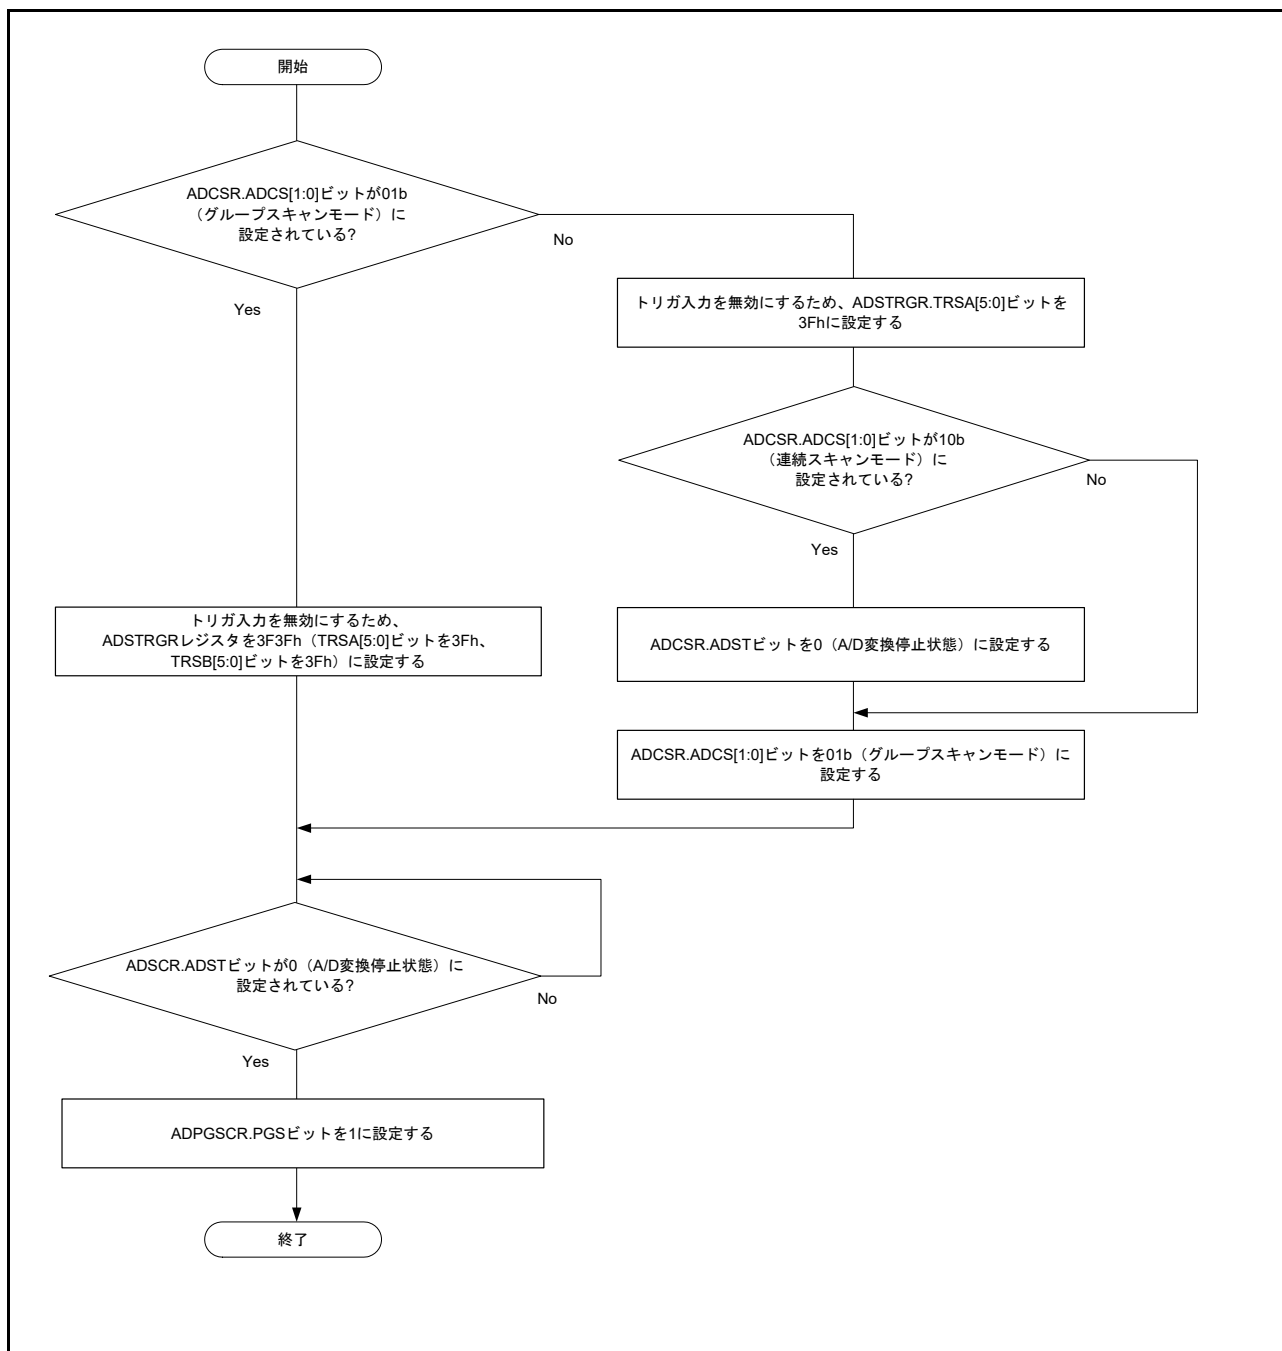 開始
ADCSR.ADCS[1:0]ビットが01b
（グループスキャンモード）に
設定されている?
No
Yes
トリガ入力を無効にするため、ADSTRGR.TRSA[5:0]ビットを
3Fhに設定する
ADCSR.ADCS[1:0]ビットが10b
（連続スキャンモード）に
設定されている?
No
Yes
トリガ入力を無効にするため、
ADSTRGRレジスタを3F3Fh（TRSA[5:0]ビットを3Fh、
TRSB[5:0]ビットを3Fh）に設定する
ADCSR.ADSTビットを0（A/D変換停止状態）に設定する
ADCSR.ADCS[1:0]ビットを01b（グループスキャンモード）に
設定する
ADSCR.ADSTビットが0（A/D変換停止状態）に
設定されている?
No
Yes
ADPGSCR.PGSビットを1に設定する
終了